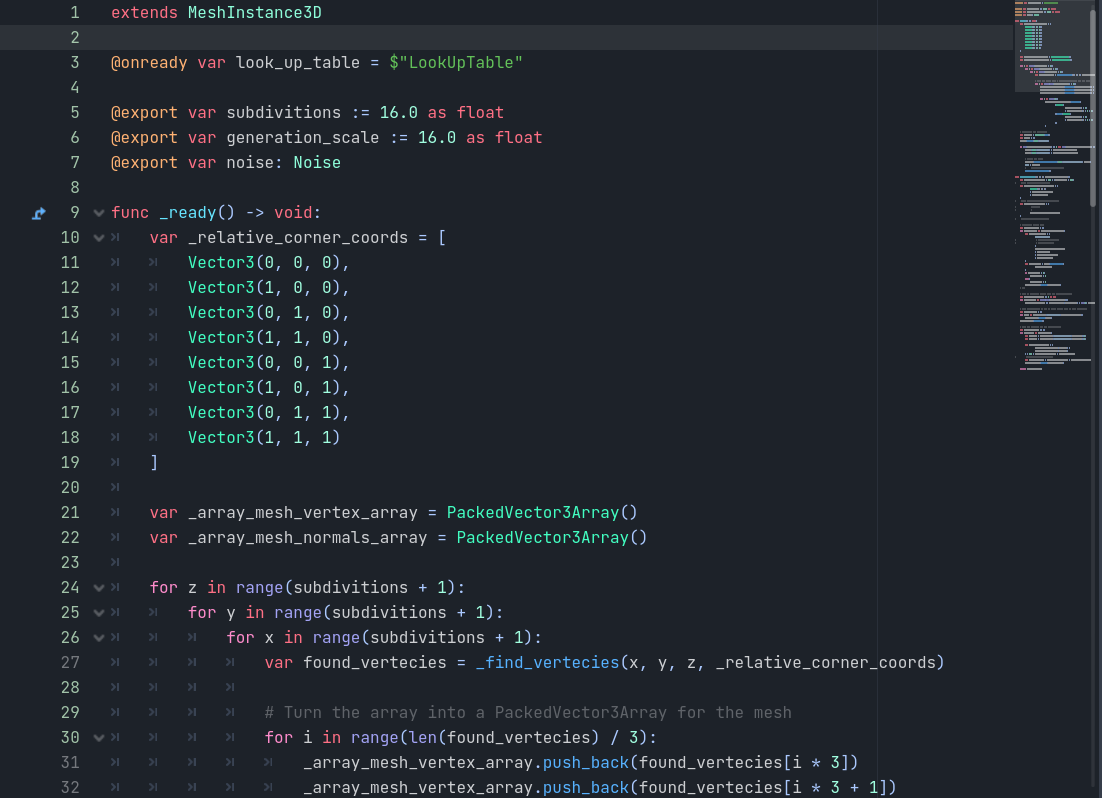 1 extends MeshInstance3D
2
3 @onready var look_up_table = $"LookUpTable"
4
5 @export var subdivitions := 16.0 as float
6 @export var generation_scale := 16.0 as float
7 @export var noise: Noise
8
9 func _ready() -> void:
10 var _relative_corner_coords = [
11 Vector3(0, 0, 0),
12 Vector3(1, 0, 0),
13 Vector3(0, 1, 0),
14 Vector3(1, 1, 0),
15 Vector3(0, 0, 1),
16 Vector3(1, 0, 1),
17 Vector3(0, 1, 1),
18 Vector3(1, 1, 1)
19 ]
20
21 var _array_mesh_vertex_array = PackedVector3Array()
22 var _array_mesh_normals_array = PackedVector3Array()
23
24 for z in range(subdivitions + 1):
25 for y in range(subdivitions + 1):
26 for x in range(subdivitions + 1):
27 var found_vertecies = _find_vertecies(x, y, z, _relative_corner_coords)
28
29 # Turn the array into a PackedVector3Array for the mesh
30 for i in range(len(found_vertecies) / 3):
31 _array_mesh_vertex_array.push_back(found_vertecies[i * 3])
32 _array_mesh_vertex_array.push_back(found_vertecies[i * 3 + 1])